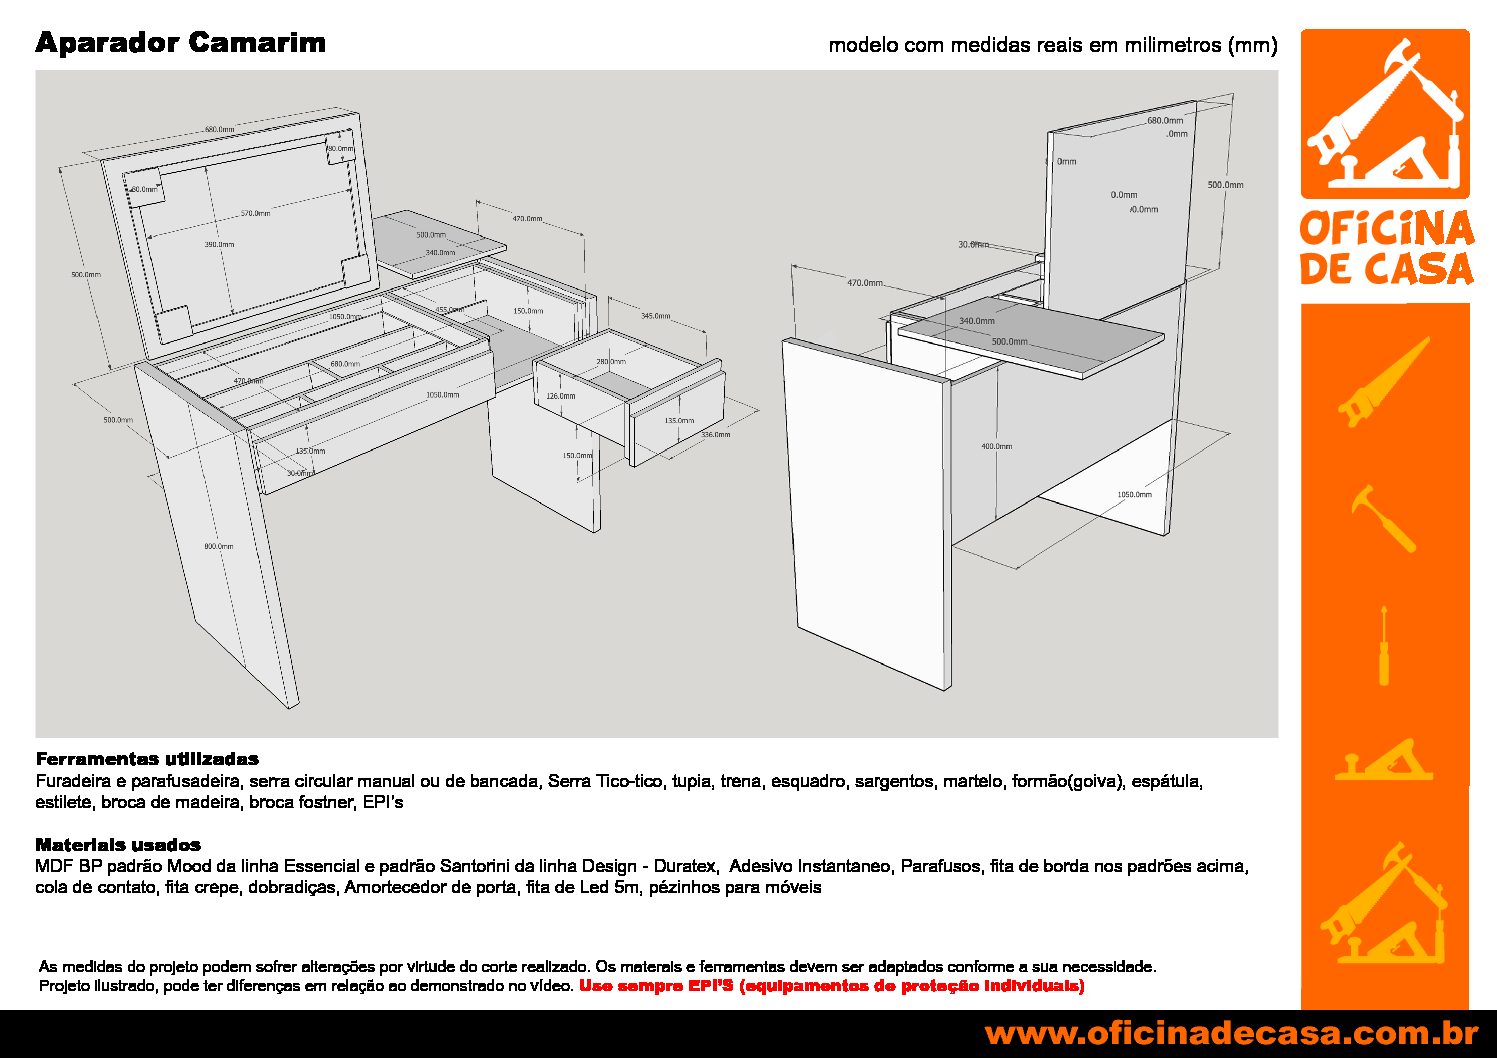 Aparador Camarim
modelo com medidas reais em milimetros (mm)
680.0mm
80.0mm
80.0mm
570.0mm
390.0mm
500.0mm
500.0mm
340.0mm
470.0mm
1050.0mm
455.0mm
150.0mm
345.0mm
680.0mm
470.0mm
1050.0mm
280.0mm
126.0mm
135.0mm
336.0mm
500.0mm
135.0mm
30.0mm
150.0mm
800.0mm
680.0mm
.0mm
0mm
500.0mm
0.0mm
0.0mm
30.0mm
470.0mm
340.0mm
500.0mm
400.0mm
1050.0mm
OFiCiNA
DE CASA
Ferramentas utilizadas
Furadeira e parafusadeira, serra circular manual ou de bancada, Serra Tico-tico, tupia, trena, esquadro, sargentos, martelo, formão(goiva), espátula,
estilete, broca de madeira, broca fostner, EPI's
Materiais usados
MDF BP padrão Mood da linha Essencial e padrão Santorini da linha Design - Duratex, Adesivo Instantaneo, Parafusos, fita de borda nos padrões acima,
cola de contato, fita crepe, dobradiças, Amortecedor de porta, fita de Led 5m, pézinhos para móveis
As medidas do projeto podem sofrer alterações por virtude do corte realizado. Os materais e ferramentas devem ser adaptados conforme a sua necessidade.
Projeto ilustrado, pode ter diferenças em relação ao demonstrado no vídeo. Use sempre EPI'S (equipamentos de proteção individuais)
www.oficinadecasa.com.br